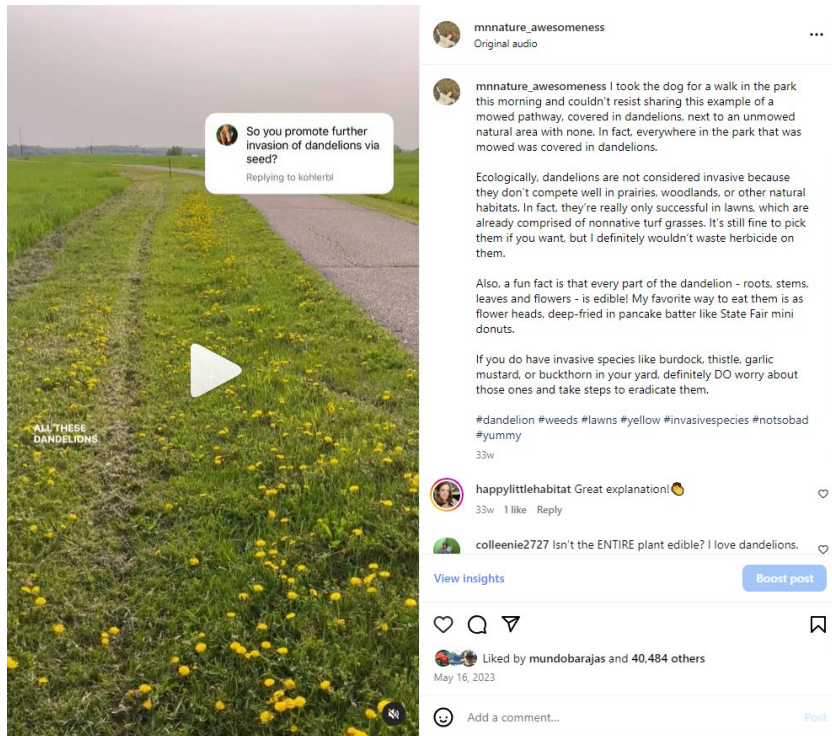 So you promote further
invasion of dandelions via
seed?
Replying to kohlerbl
ALL THESE
DANDELIONS
mnnature_awesomeness
Original audio
mnnature_awesomeness I took the dog for a walk in the park
this morning and couldn't resist sharing this example of a
mowed pathway, covered in dandelions, next to an unmowed
natural area with none. In fact, everywhere in the park that was
mowed was covered in dandelions.
Ecologically, dandelions are not considered invasive because
they don't compete well in prairies, woodlands, or other natural
habitats. In fact, they're really only successful in lawns, which are
already comprised of nonnative turf grasses. It's still fine to pick
them if you want, but I definitely wouldn't waste herbicide on
them.
Also, a fun fact is that every part of the dandelion - roots, stems,
leaves and flowers - is edible! My favorite way to eat them is as
flower heads, deep-fried in pancake batter like State Fair mini
donuts.
If you do have invasive species like burdock, thistle, garlic
mustard, or buckthorn in your yard, definitely DO worry about
those ones and take steps to eradicate them.
#dandelion #weeds #lawns #yellow #invasivespecies #notsobad
#yummy
33w
happylittlehabitat Great explanation!👏
33w 1 like Reply
colleenie2727 Isn't the ENTIRE plant edible? I love dandelions.
View insights
Boost post
Liked by mundobarajas and 40,484 others
May 16, 2023
Add a comment...
Post